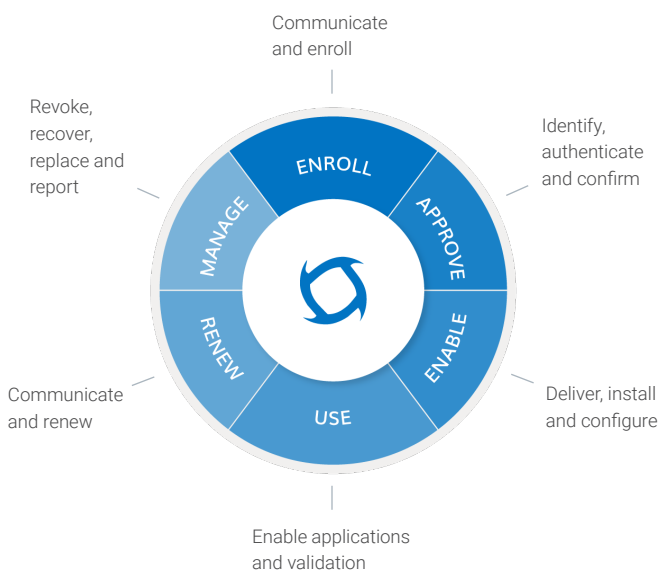 Communicate
and enroll
Revoke,
recover,
replace and
report
Identify,
authenticate
and confirm
ENROLL
MANAGE
APPROVE
RENEW
ENABLE
USE
Communicate
and renew
Deliver, install
and configure
Enable applications
and validation